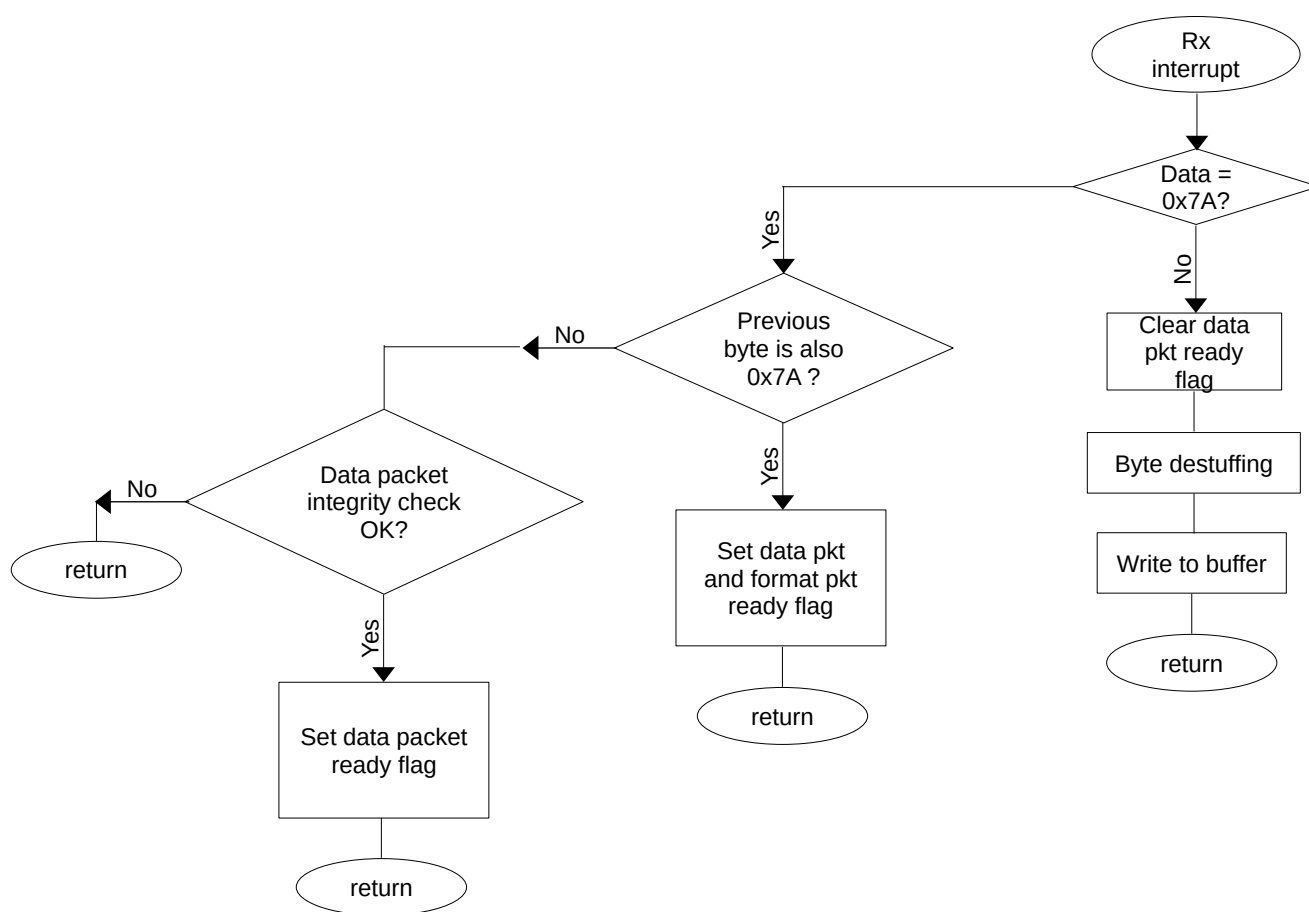 Rx
interrupt
Data =
0x7A?
Yes
No
Clear data
pkt ready
flag
Byte destuffing
Write to buffer
return
Previous
byte is also
0x7A ?
No
Yes
Set data pkt
and format pkt
ready flag
return
Data packet
integrity check
OK?
No
return
Yes
Set data packet
ready flag
return